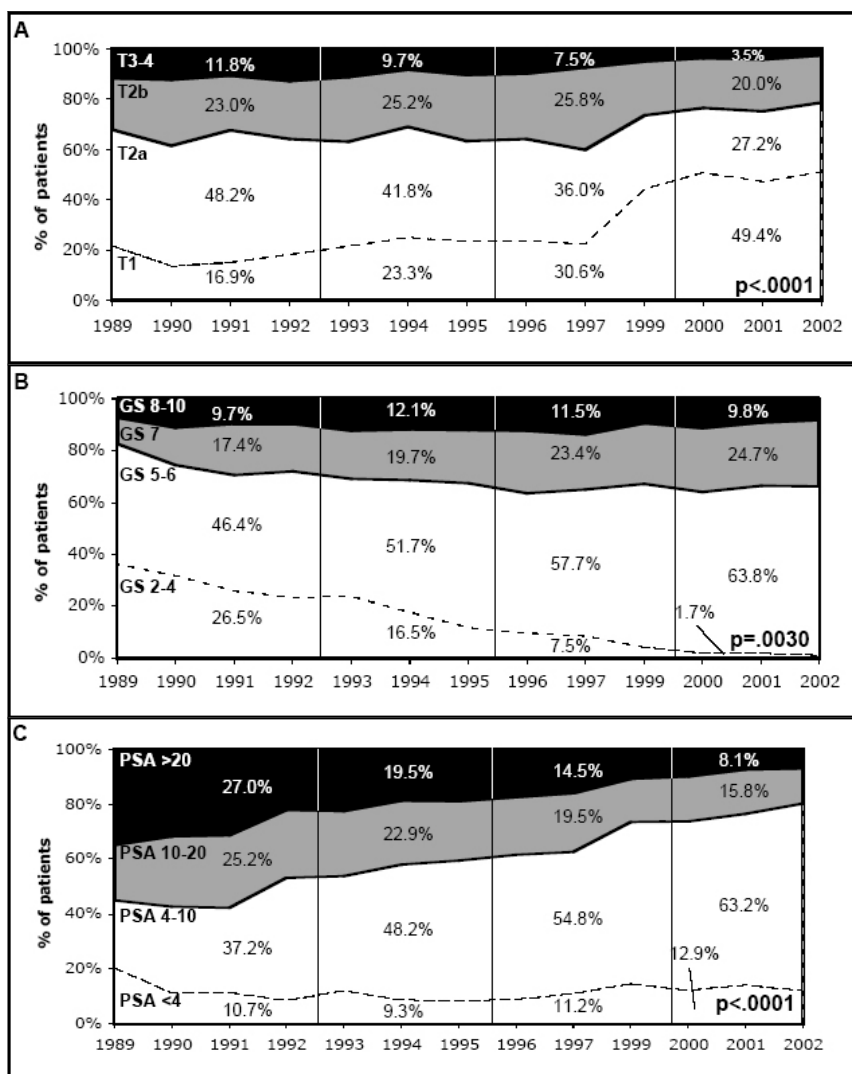 A
100%
80%
60%
40%
20%
0%
% of patients
T3-4 11.8% 9.7% 7.5% 3.5%
T2b 23.0% 25.2% 25.8% 20.0%
T2a 48.2% 41.8% 36.0% 27.2%
T1 16.9% 23.3% 30.6% 49.4%
p<.0001
1989 1990 1991 1992 1993 1994 1995 1996 1997 1999 2000 2001 2002
B
100%
80%
60%
40%
20%
0%
% of patients
GS 8-10 9.7% 12.1% 11.5% 9.8%
GS 7 17.4% 19.7% 23.4% 24.7%
GS 5-6 46.4% 51.7% 57.7% 63.8%
GS 2-4 26.5% 16.5% 7.5% 1.7%
p=.0030
1989 1990 1991 1992 1993 1994 1995 1996 1997 1999 2000 2001 2002
C
100%
80%
60%
40%
20%
0%
% of patients
PSA >20 27.0% 19.5% 14.5% 8.1%
PSA 10-20 25.2% 22.9% 19.5% 15.8%
PSA 4-10 37.2% 48.2% 54.8% 63.2%
PSA <4 10.7% 9.3% 11.2% 12.9%
p<.0001
1989 1990 1991 1992 1993 1994 1995 1996 1997 1999 2000 2001 2002